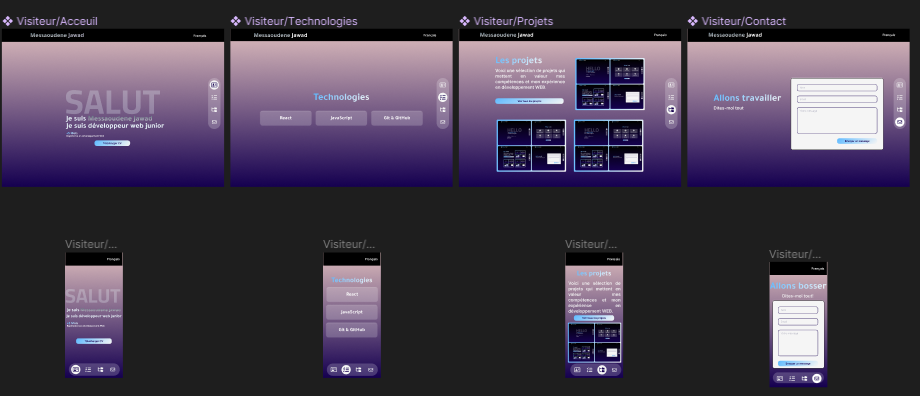 Visiteur/Acceuil
Visiteur/Technologies
Visiteur/Projets
Visiteur/Contact
Messaoudene Jawad
Français
Messaoudene Jawad
Français
Messaoudene Jawad
Français
Messaoudene Jawad
Français
SALUT
Je suis Messaoudene Jawad
Je suis développeur web junior
Technologies
React
JavaScript
Git & GitHub
Les projets
Voici une sélection de projets qui
mettent en valeur mes
compétences et mon expérience
en développement WEB.
Allons travailler
Dites-moi tout
Visiteur/...
Visiteur/...
Visiteur/...
Visiteur/...
Français
SALUT
Je suis Messaoudene Jawad
Je suis développeur web junior
Français
Technologies
React
JavaScript
Git & GitHub
Français
Les projets
Voici une sélection de
projets qui mettent en
valeur mes
compétences et mon
expérience en
développement WEB.
Français
Allons bosser
Dites-moi tout